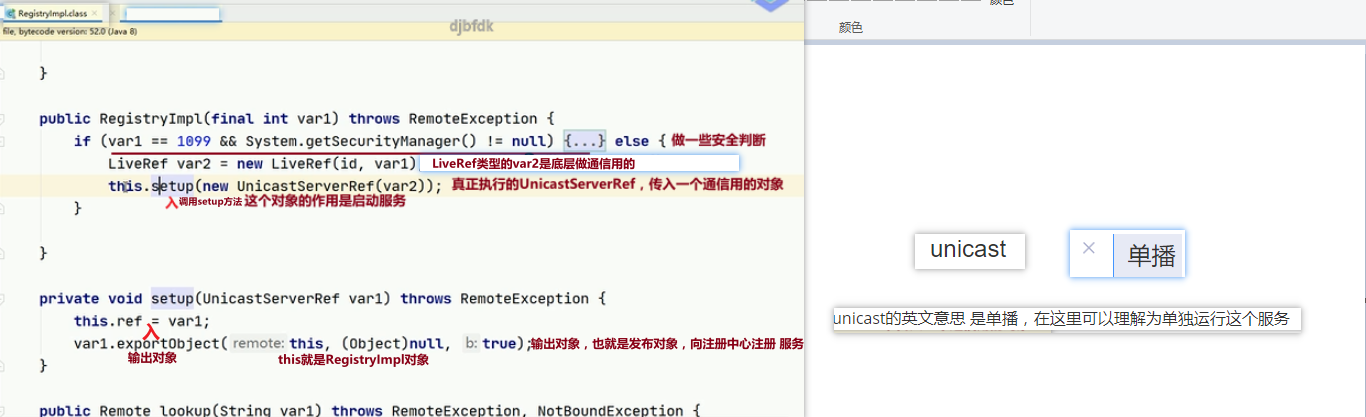 RegistryImpl.class
file, bytecode version: 52.0 (Java 8)
djbfdk
颜色
颜色
}
public RegistryImpl(final int var1) throws RemoteException {
if (var1 == 1099 && System.getSecurityManager() != null) {...} else { 做一些安全判断
LiveRef var2 = new LiveRef(id, var1) LiveRef类型的var2是底层做通信用的
this.setup(new UnicastServerRef(var2)); 真正执行的UnicastServerRef，传入一个通信用的对象
入 调用setup方法 这个对象的作用是启动服务
}
}
private void setup(UnicastServerRef var1) throws RemoteException {
this.ref = var1;
入
var1.exportObject( remote: this, (Object)null, b: true);输出对象，也就是发布对象，向注册中心注册 服务
输出对象
this就是RegistryImpl对象
}
public Remote lookup(String var1) throws RemoteException, NotBoundException {
unicast
× 单播
unicast的英文意思 是单播，在这里可以理解为单独运行这个服务